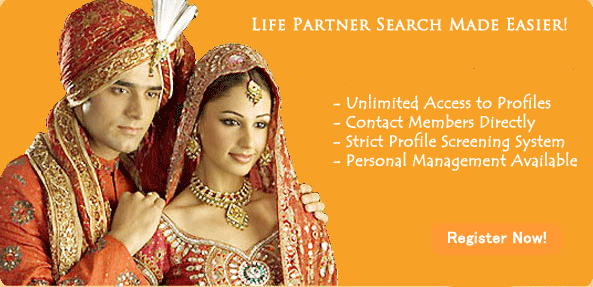 Life Partner Search Made Easier!
- Unlimited Access to Profiles
- Contact Members Directly
- Strict Profile Screening System
- Personal Management Available
Register Now!